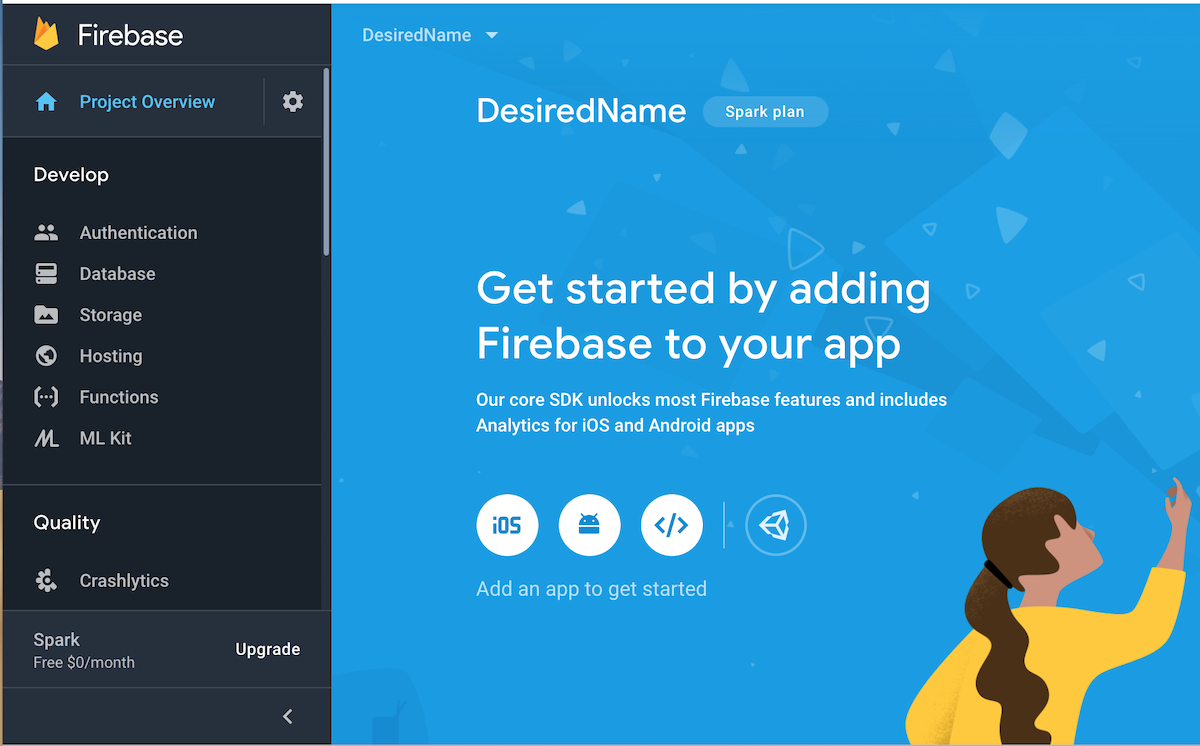 Firebase
Project Overview
Develop
Authentication
Database
Storage
Hosting
Functions
ML Kit
Quality
Crashlytics
Spark
Free $0/month
Upgrade
DesiredName
DesiredName
Spark plan
Get started by adding
Firebase to your app
Our core SDK unlocks most Firebase features and includes
Analytics for iOS and Android apps
iOS
Add an app to get started